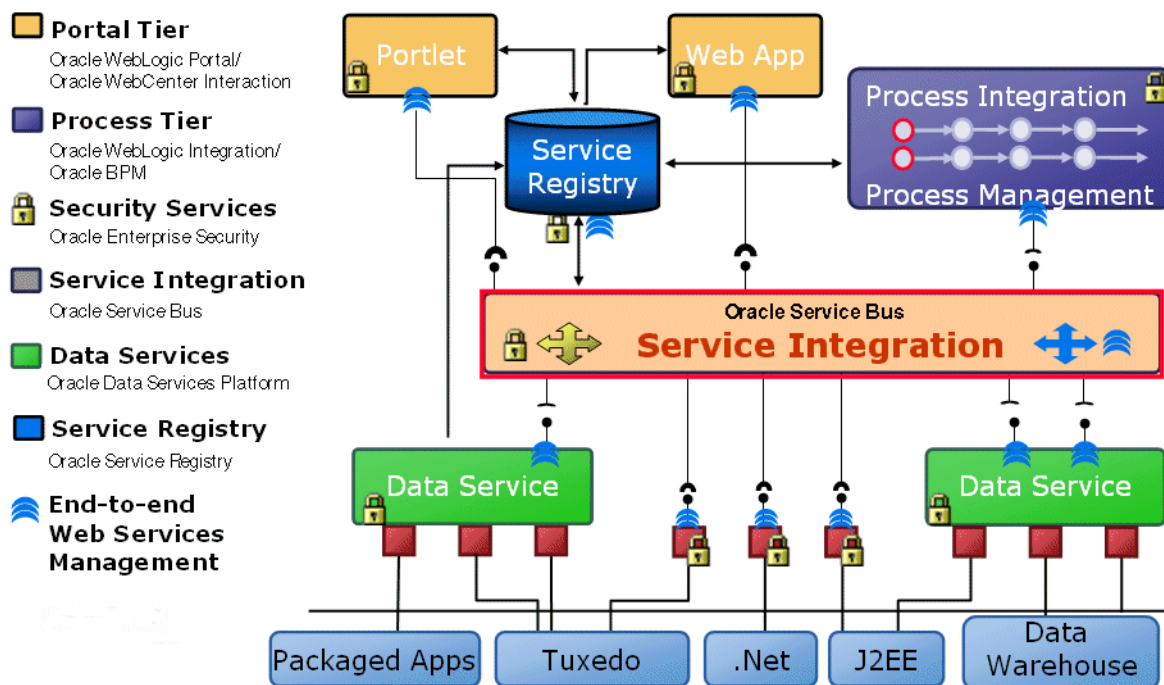 Portal Tier
Oracle WebLogic Portal/
Oracle WebCenter Interaction
Process Tier
Oracle WebLogic Integration/
Oracle BPM
Security Services
Oracle Enterprise Security
Service Integration
Oracle Service Bus
Data Services
Oracle Data Services Platform
Service Registry
Oracle Service Registry
End-to-end
Web Services
Management
Portlet
Web App
Service
Registry
Process Integration
Process Management
Oracle Service Bus
Service Integration
Data Service
Data Service
Packaged Apps
Tuxedo
.Net
J2EE
Data
Warehouse